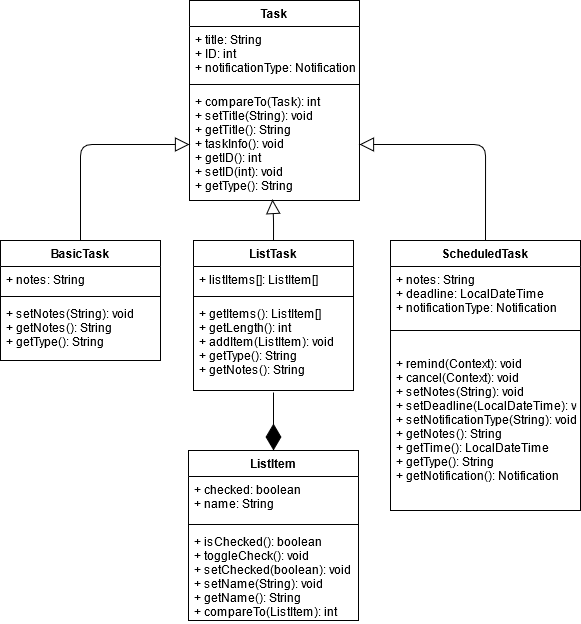 Task
+ title: String
+ ID: int
+ notificationType: Notification
+ compareTo(Task): int
+ setTitle(String): void
+ getTitle(): String
+ taskInfo(): void
+ getID(): int
+ setID(int): void
+ getType(): String
BasicTask
+ notes: String
+ setNotes(String): void
+ getNotes(): String
+ getType(): String
ListTask
+ listItems[]: ListItem[]
+ getItems(): ListItem[]
+ getLength(): int
+ addItem(ListItem): void
+ getType(): String
+ getNotes(): String
ScheduledTask
+ notes: String
+ deadline: LocalDateTime
+ notificationType: Notification
+ remind(Context): void
+ cancel(Context): void
+ setNotes(String): void
+ setDeadline(LocalDateTime): v
+ setNotificationType(String): void
+ getNotes(): String
+ getTime(): LocalDateTime
+ getType(): String
+ getNotification(): Notification
ListItem
+ checked: boolean
+ name: String
+ isChecked(): boolean
+ toggleCheck(): void
+ setChecked(boolean): void
+ setName(String): void
+ getName(): String
+ compareTo(ListItem): int